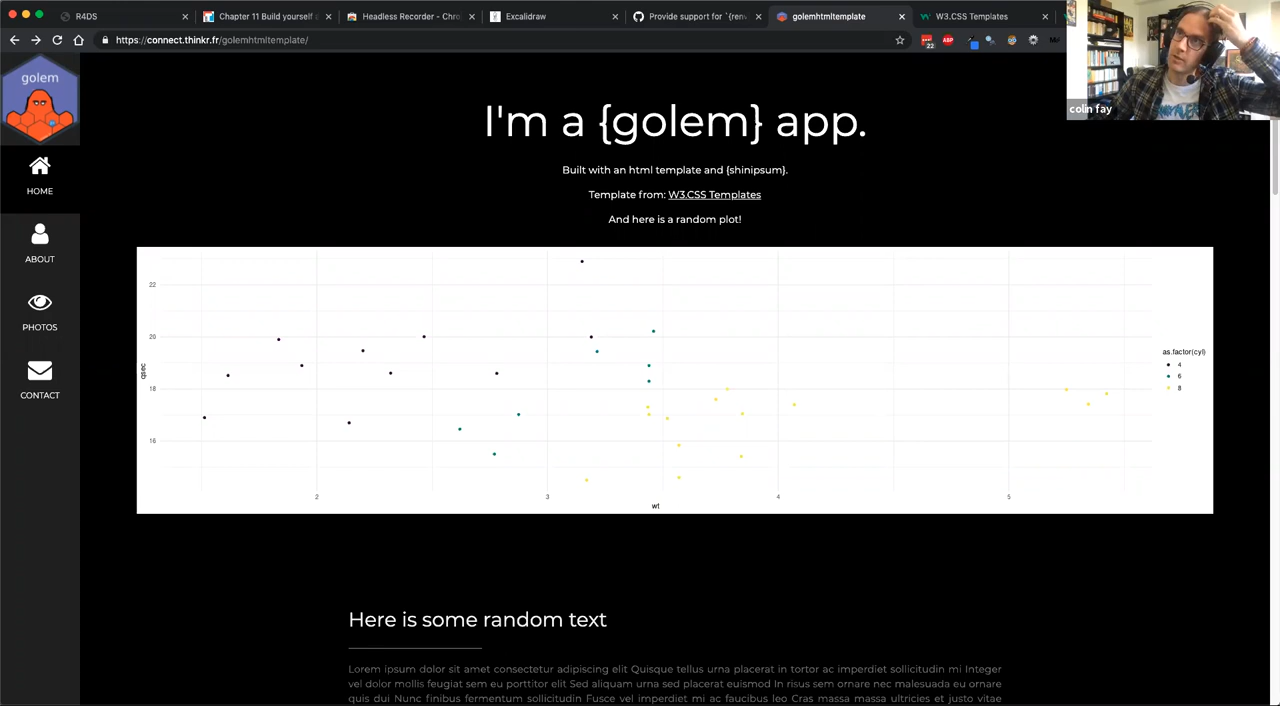 R4DS
Chapter 11 Build yourself a
Headless Recorder - Chro
Excalidraw
Provide support for `{renv
golemhtmltemplate
W3.CSS Templates
https://connect.thinkr.fr/golemhtmltemplate/
22
ABP
colin fay
golem
HOME
ABOUT
PHOTOS
CONTACT
I'm a {golem} app.
Built with an html template and {shinipsum}.
Template from: W3.CSS Templates
And here is a random plot!
22
20
18
16
qsec
2
3
4
5
wt
as.factor(cyl)
4
6
8
Here is some random text
Lorem ipsum dolor sit amet consectetur adipiscing elit Quisque tellus urna placerat in tortor ac imperdiet sollicitudin mi Integer
vel dolor mollis feugiat sem eu porttitor elit Sed aliquam urna sed placerat euismod In risus sem ornare nec malesuada eu ornare
quis dui Nunc finibus fermentum sollicitudin Fusce vel imperdiet mi ac faucibus leo Cras massa massa ultricies et justo vitae